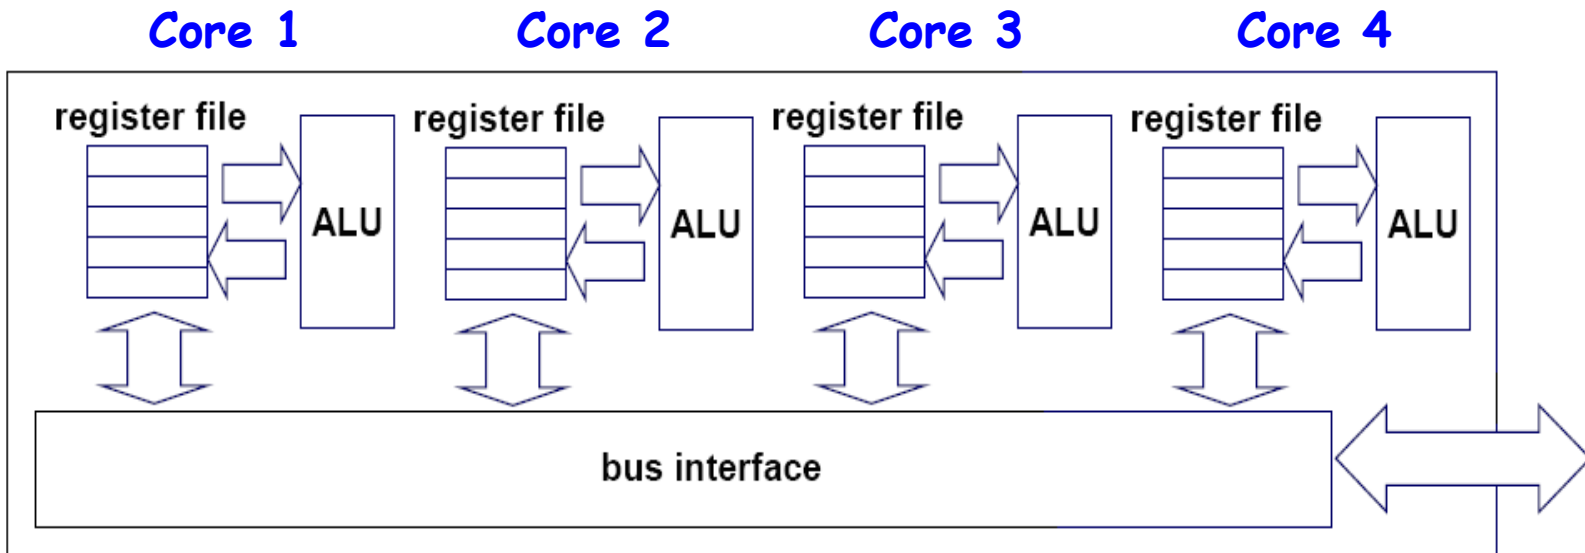 Core 1 Core 2 Core 3 Core 4
register file register file register file register file
ALU ALU ALU ALU
bus interface